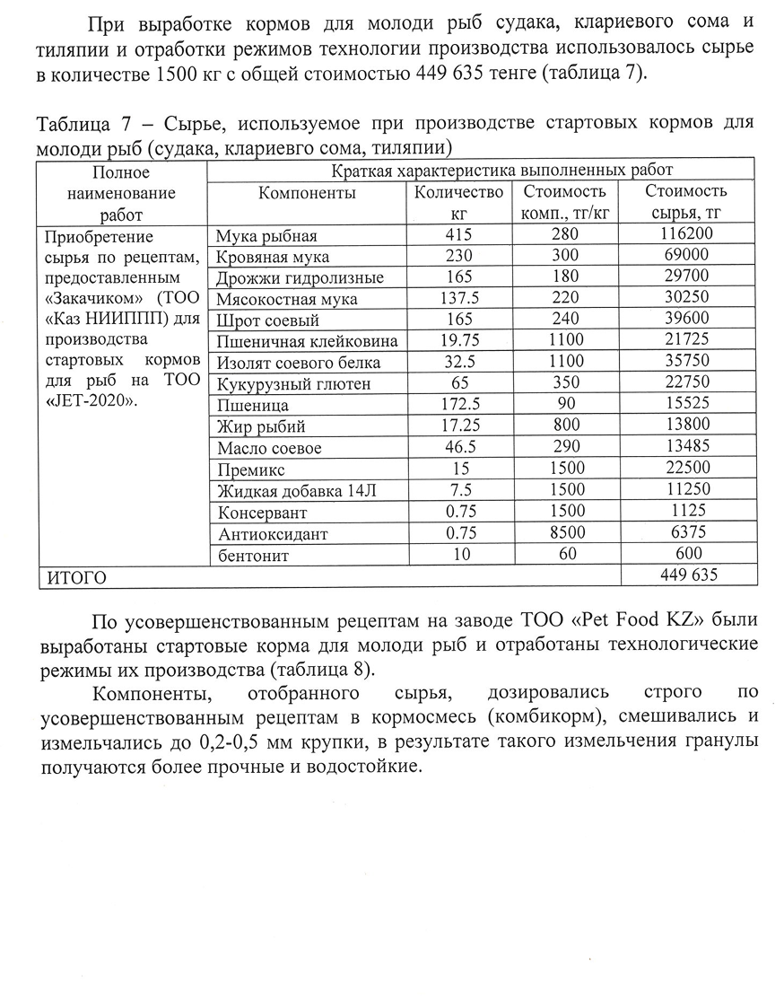 При выработке кормов для молоди рыб судака, клариевого сома и
тиляпии и отработки режимов технологии производства использовалось сырье
в количестве 1500 кг с общей стоимостью 449 635 тенге (таблица 7).
Таблица 7 – Сырье, используемое при производстве стартовых кормов для
молоди рыб (судака, клариевго сома, тиляпии)
Полное наименование работ | Краткая характеристика выполненных работ
Компоненты | Количество кг | Стоимость комп., тг/кг | Стоимость сырья, тг
Приобретение
сырья по рецептам,
предоставленным
«Закачиком» (ТОО
«Каз НИИППП) для
производства
стартовых кормов
для рыб на ТОО
«JET-2020».
Мука рыбная 415 280 116200
Кровяная мука 230 300 69000
Дрожжи гидролизные 165 180 29700
Мясокостная мука 137.5 220 30250
Шрот соевый 165 240 39600
Пшеничная клейковина 19.75 1100 21725
Изолят соевого белка 32.5 1100 35750
Кукурузный глютен 65 350 22750
Пшеница 172.5 90 15525
Жир рыбий 17.25 800 13800
Масло соевое 46.5 290 13485
Премикс 15 1500 22500
Жидкая добавка 14Л 7.5 1500 11250
Консервант 0.75 1500 1125
Антиоксидант 0.75 8500 6375
бентонит 10 60 600
ИТОГО 449 635
По усовершенствованным рецептам на заводе ТОО «Pet Food KZ» были
выработаны стартовые корма для молоди рыб и отработаны технологические
режимы их производства (таблица 8).
Компоненты, отобранного сырья, дозировались строго по
усовершенствованным рецептам в кормосмесь (комбикорм), смешивались и
измельчались до 0,2-0,5 мм крупки, в результате такого измельчения гранулы
получаются более прочные и водостойкие.